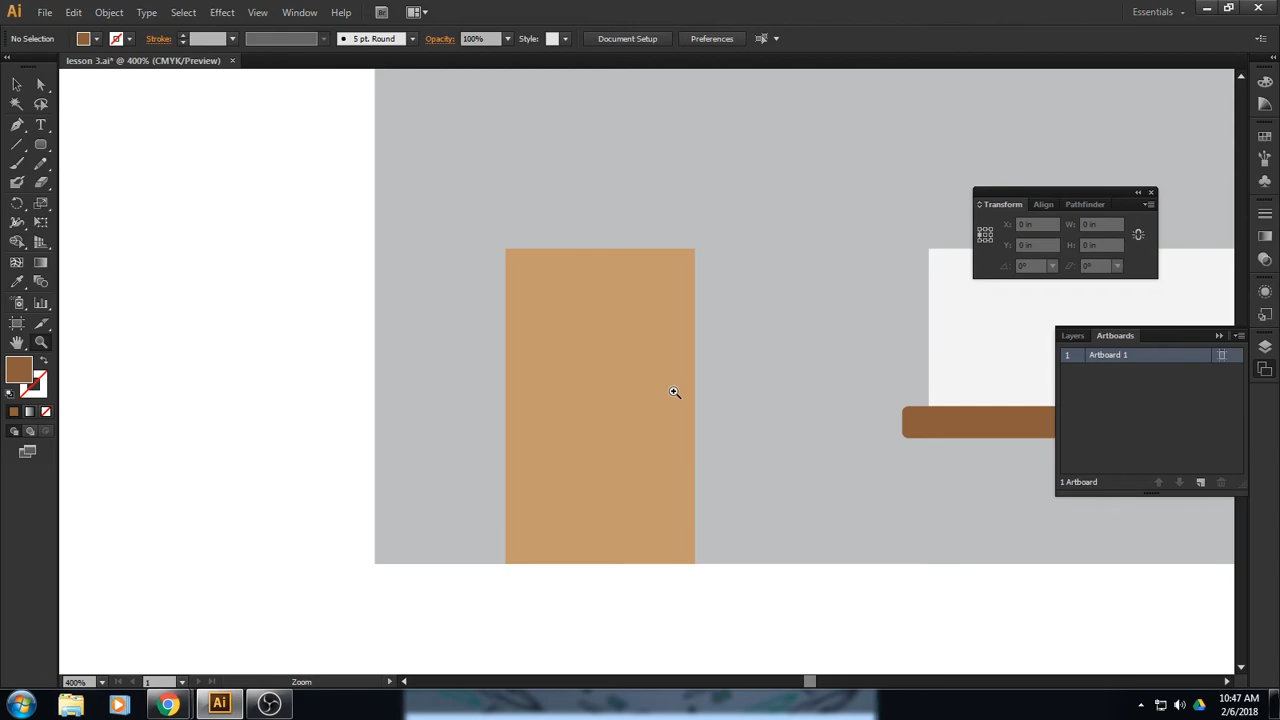 Ai File Edit Object Type Select Effect View Window Help Br Essentials
No Selection Stroke: 5 pt. Round Opacity: 100% Style: Document Setup Preferences
lesson 3.ai* @ 400% (CMYK/Preview) ×
T
Transform Align Pathfinder
X: 0 in W: 0 in
Y: 0 in H: 0 in
0° 0°
Layers Artboards
1 Artboard 1
1 Artboard
400% 1 Zoom
Ai
10:47 AM
2/6/2018